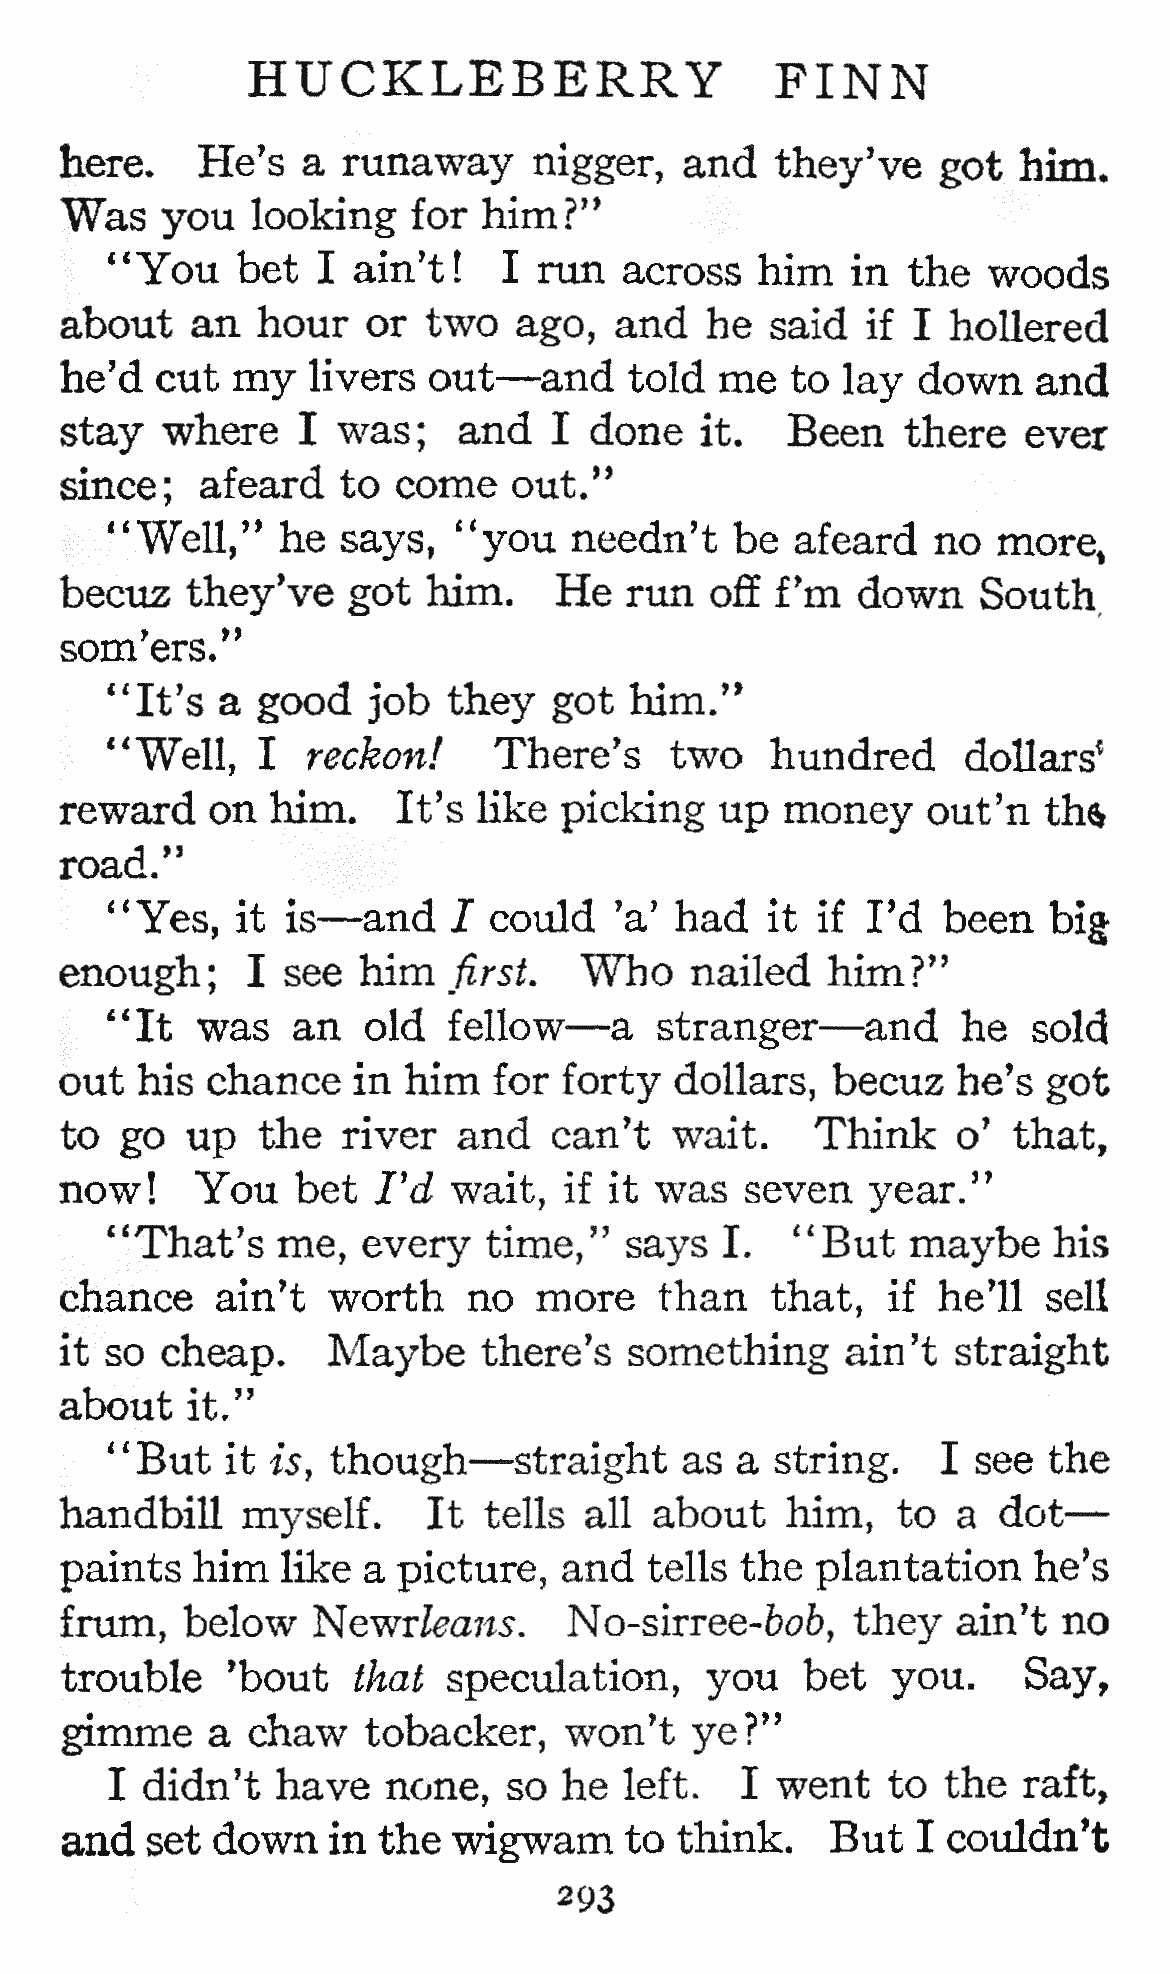 HUCKLEBERRY FINN
here. He's a runaway nigger, and they've got him.
Was you looking for him?"
"You bet I ain't! I run across him in the woods
about an hour or two ago, and he said if I hollered
he'd cut my livers out—and told me to lay down and
stay where I was; and I done it. Been there ever
since; afeard to come out."
"Well," he says, "you needn't be afeard no more,
becuz they've got him. He run off f'm down South,
som'ers."
"It's a good job they got him."
"Well, I reckon! There's two hundred dollars'
reward on him. It's like picking up money out'n the
road."
"Yes, it is—and I could 'a' had it if I'd been big
enough; I see him first. Who nailed him?"
"It was an old fellow—a stranger—and he sold
out his chance in him for forty dollars, becuz he's got
to go up the river and can't wait. Think o' that,
now! You bet I'd wait, if it was seven year."
"That's me, every time," says I. "But maybe his
chance ain't worth no more than that, if he'll sell
it so cheap. Maybe there's something ain't straight
about it."
"But it is, though—straight as a string. I see the
handbill myself. It tells all about him, to a dot—
paints him like a picture, and tells the plantation he's
frum, below Newrleans. No-sirree-bob, they ain't no
trouble 'bout that speculation, you bet you. Say,
gimme a chaw tobacker, won't ye?"
I didn't have none, so he left. I went to the raft,
and set down in the wigwam to think. But I couldn't
293